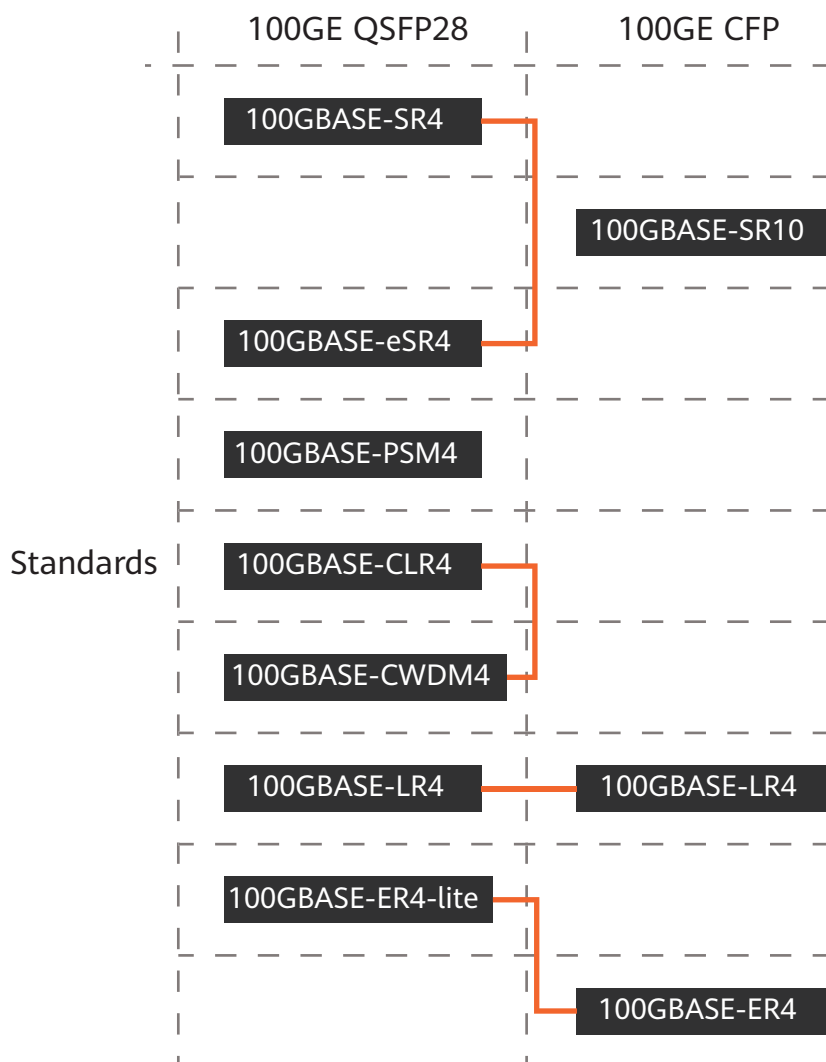 100GE QSFP28
100GE CFP
100GBASE-SR4
100GBASE-SR10
100GBASE-eSR4
100GBASE-PSM4
Standards
100GBASE-CLR4
100GBASE-CWDM4
100GBASE-LR4
100GBASE-LR4
100GBASE-ER4-lite
100GBASE-ER4